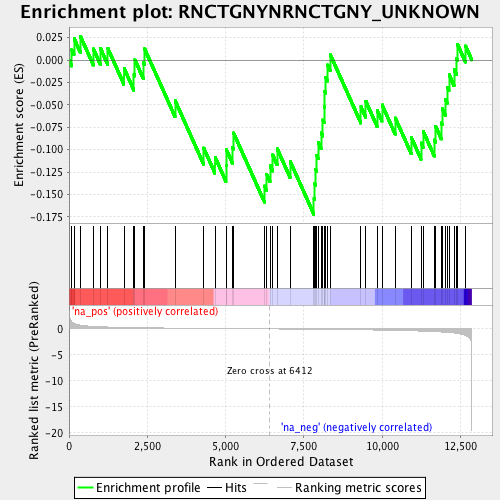 Enrichment plot: RNCTGNYNRNCTGNY_UNKNOWN
Enrichment score (ES)
0.025
0.000
-0.025
-0.050
-0.075
-0.100
-0.125
-0.150
-0.175
'na_pos' (positively correlated)
Ranked list metric (PreRanked)
0
-5
-10
-15
-20
Zero cross at 6412
'na_neg' (negatively correlated)
0
2,500
5,000
7,500
10,000
12,500
Rank in Ordered Dataset
Enrichment profile
Hits
Ranking metric scores